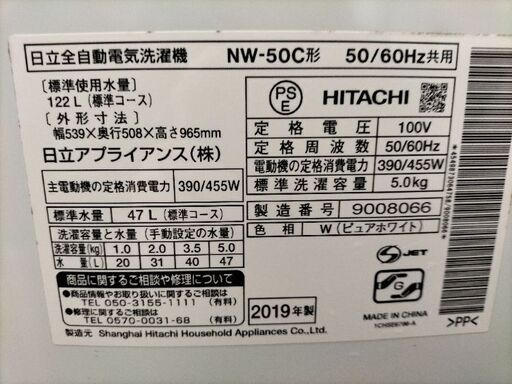 日立全自動電気洗濯機 NW-50C形 50/60Hz共用
〔標準使用水量〕
122L(標準コース)
〔外形寸法〕
幅539×奥行508×高さ965mm
日立アプライアンス(株)
主電動機の定格消費電力 390/455W
標準水量 47L(標準コース)
洗濯容量と水量(手動設定の水量)
洗濯容量(kg) 1.0 2.0 3.5 5.0
水量(L) 20 31 40 47
商品に関するご相談や修理について
●商品情報やお取り扱いに関するご相談
TEL 050-3155-1111 (有料)
●修理に関するご相談
TEL 0570-0031-68 (有料)
製造元 Shanghai Hitachi Household Appliances Co.,Ltd.
PS
E
HITACHI
定格電圧 100V
定格周波数 50/60Hz
電動機の定格消費電力 390/455W
標準洗濯容量 5.0kg
製造番号 9008066
色相 W(ピュアホワイト)
S-JET
2019年製
G
MADE IN CHINA
>PP<